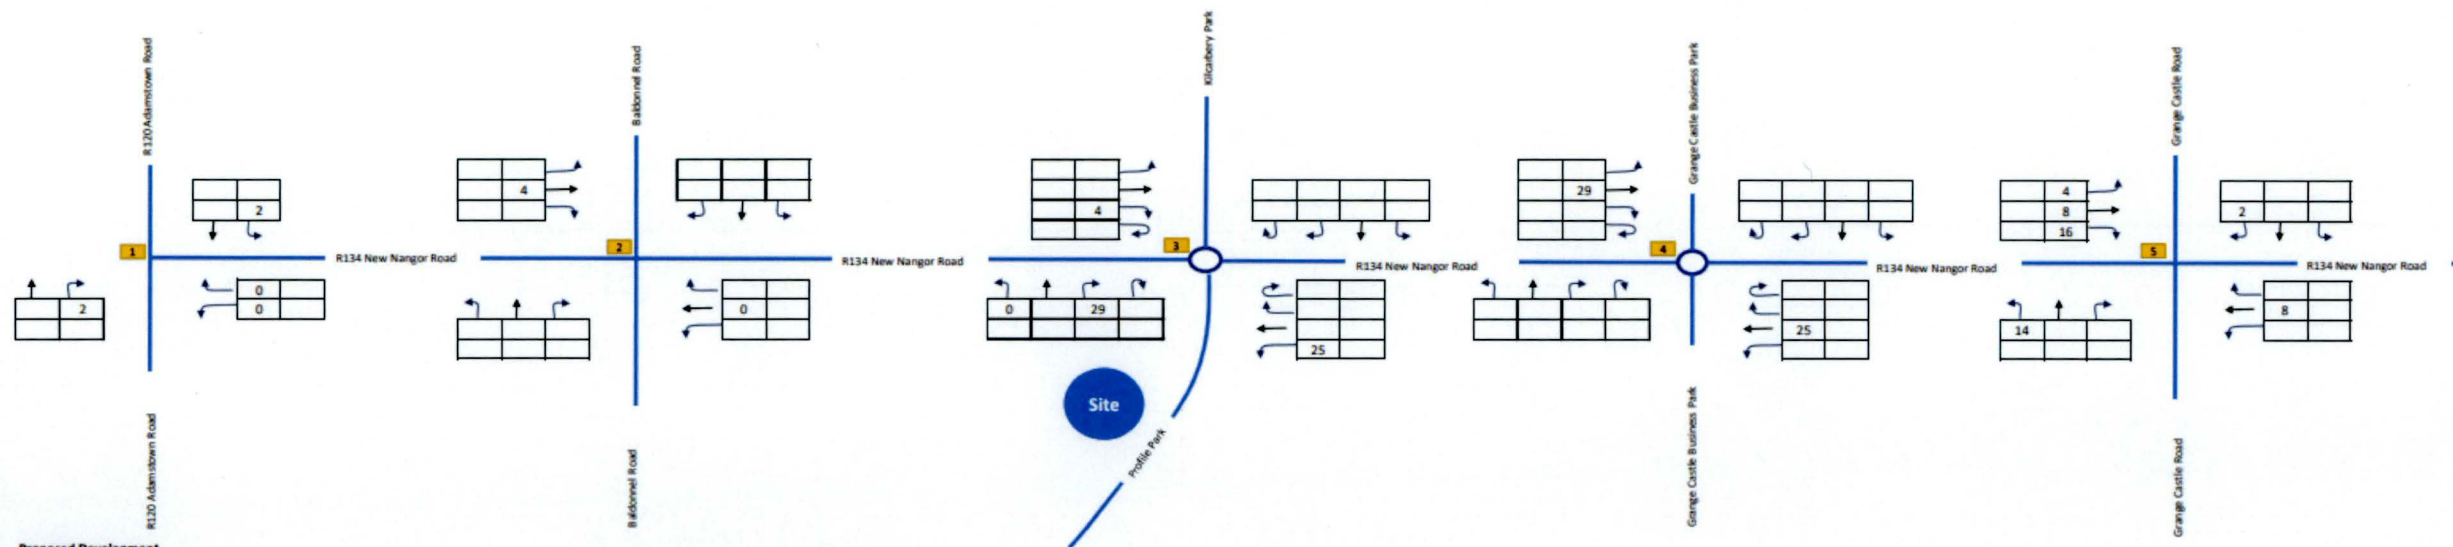 R120 Adamstown Road
Baldonnel Road
Kilcarbery Park
Grange Castle Business Park
Grange Castle Road
2
4
4
29
4
8
16
2
1
2
3
4
5
R134 New Nangor Road
R134 New Nangor Road
R134 New Nangor Road
R134 New Nangor Road
R134 New Nangor Road
2
0
0
0
0
29
25
25
14
8
Site
Profile Park
R120 Adamstown Road
Baldonnel Road
Grange Castle Business Park
Grange Castle Road
Proposed Development